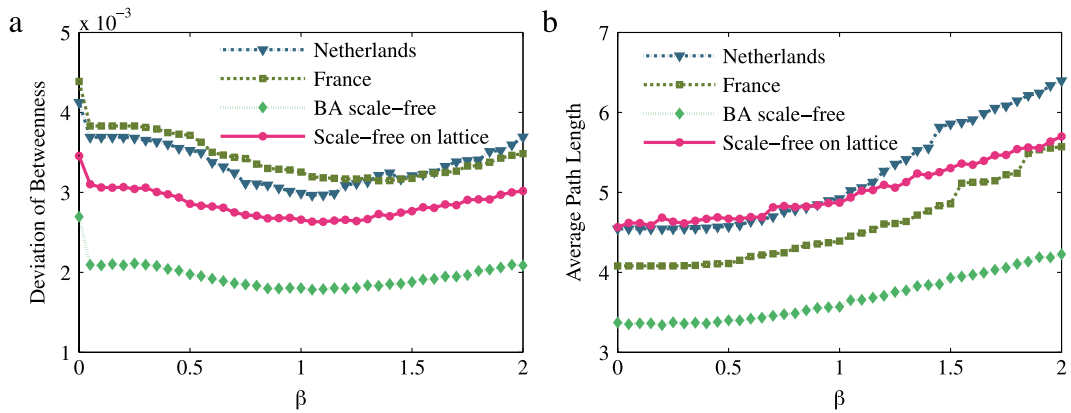 a
x 10⁻³
5
4
3
2
1
0
0.5
1
1.5
2
Deviation of Betweenness
β
Netherlands
France
BA scale−free
Scale−free on lattice
b
7
6
5
4
3
0
0.5
1
1.5
2
Average Path Length
β
Netherlands
France
BA scale−free
Scale−free on lattice